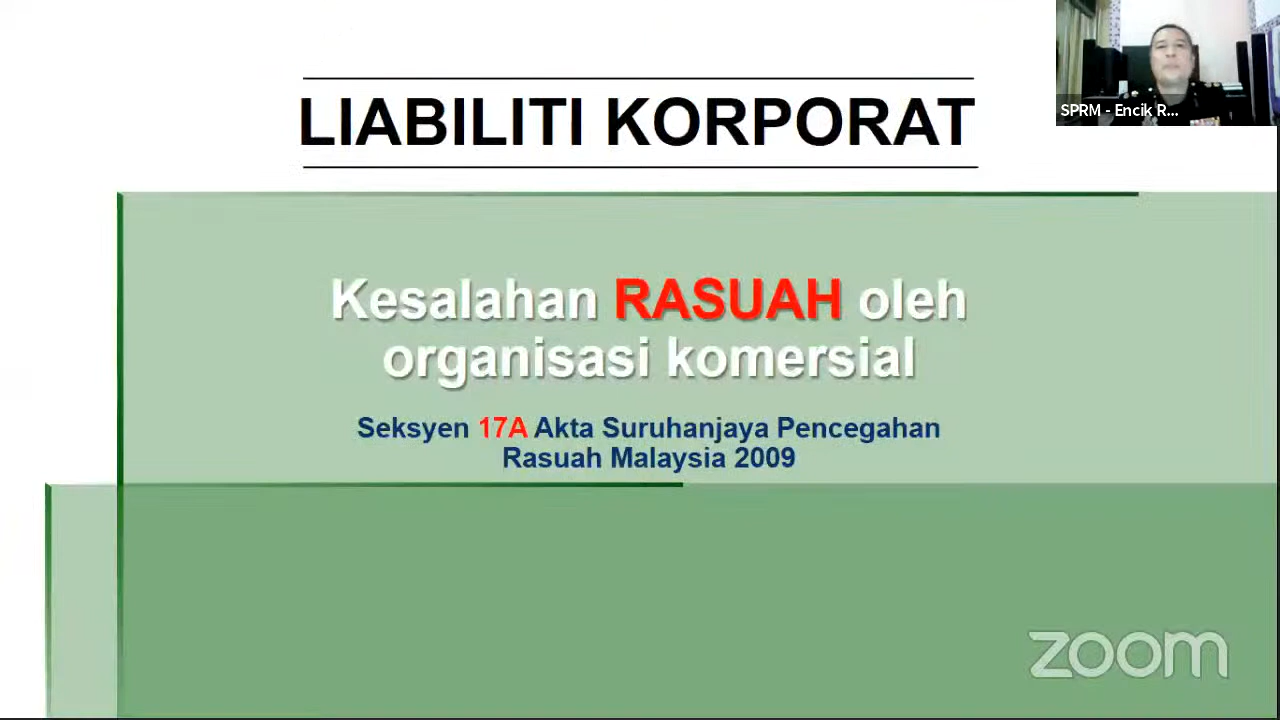 SPRM - Encik R...
LIABILITI KORPORAT
Kesalahan RASUAH oleh
organisasi komersial
Seksyen 17A Akta Suruhanjaya Pencegahan
Rasuah Malaysia 2009
zoom